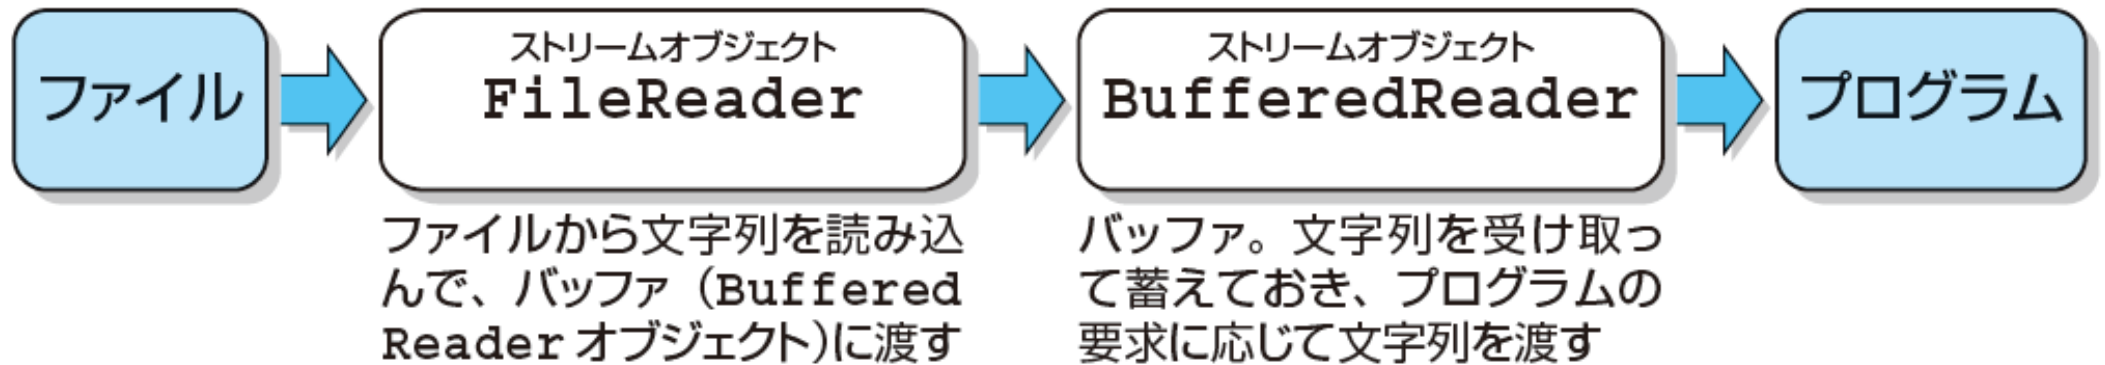 ファイル
ストリームオブジェクト
FileReader
ストリームオブジェクト
BufferedReader
プログラム
ファイルから文字列を読み込
んで、バッファ（Buffered
Reader オブジェクト）に渡す
バッファ。文字列を受け取っ
て蓄えておき、プログラムの
要求に応じて文字列を渡す